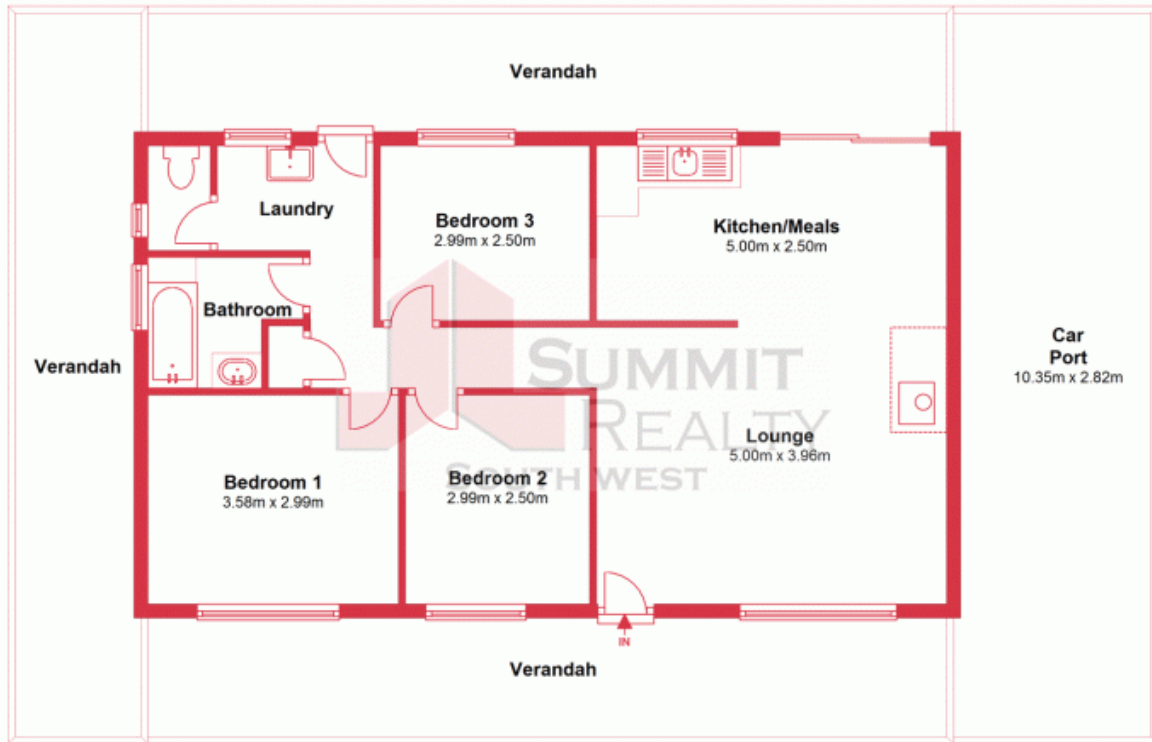 Verandah
Laundry
Bedroom 3
2.99m x 2.50m
Kitchen/Meals
5.00m x 2.50m
Bathroom
Verandah
Car
Port
10.35m x 2.82m
SUMMIT
REALTY
SOUTH WEST
Lounge
5.00m x 3.96m
Bedroom 1
3.58m x 2.99m
Bedroom 2
2.99m x 2.50m
IN
Verandah